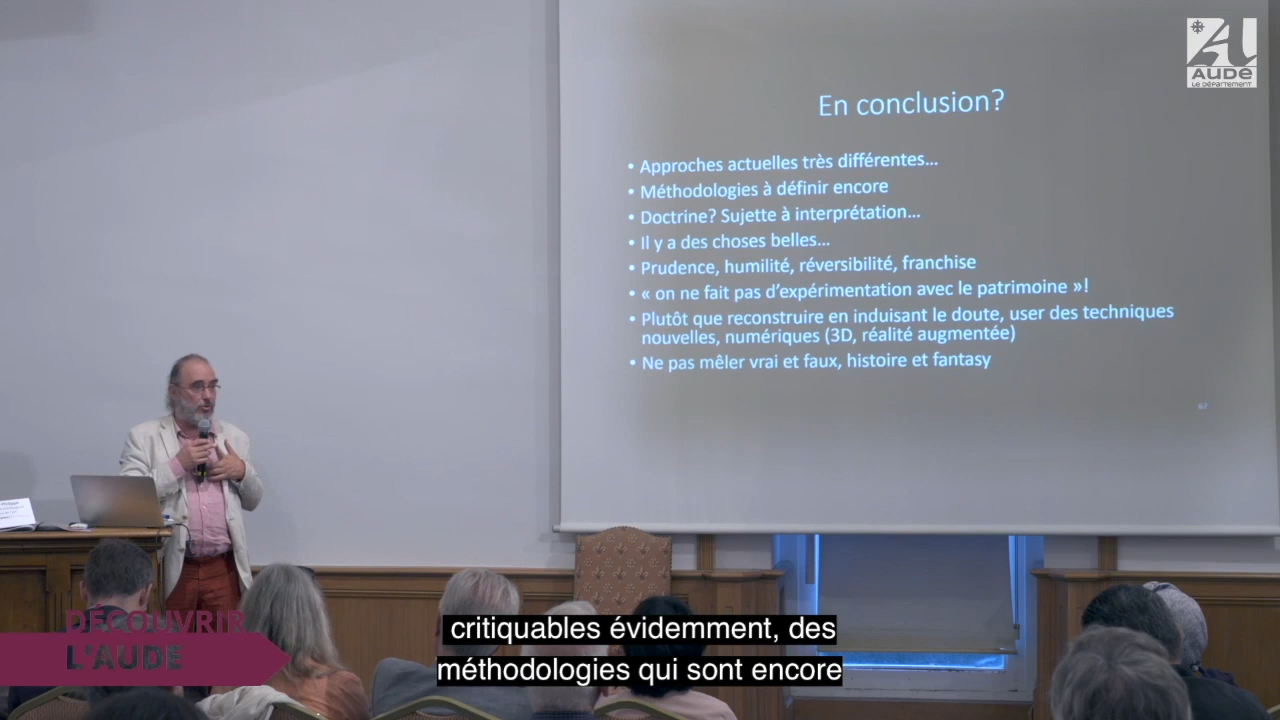 AUDE
LE DÉPARTEMENT
En conclusion?
• Approches actuelles très différentes...
• Méthodologies à définir encore
• Doctrine? Sujette à interprétation...
• Il y a des choses belles...
• Prudence, humilité, réversibilité, franchise
• « on ne fait pas d'expérimentation avec le patrimoine »!
• Plutôt que reconstruire en induisant le doute, user des techniques
nouvelles, numériques (3D, réalité augmentée)
• Ne pas mêler vrai et faux, histoire et fantasy
DÉCOUVRIR
L'AUDE
critiquables évidemment, des
méthodologies qui sont encore